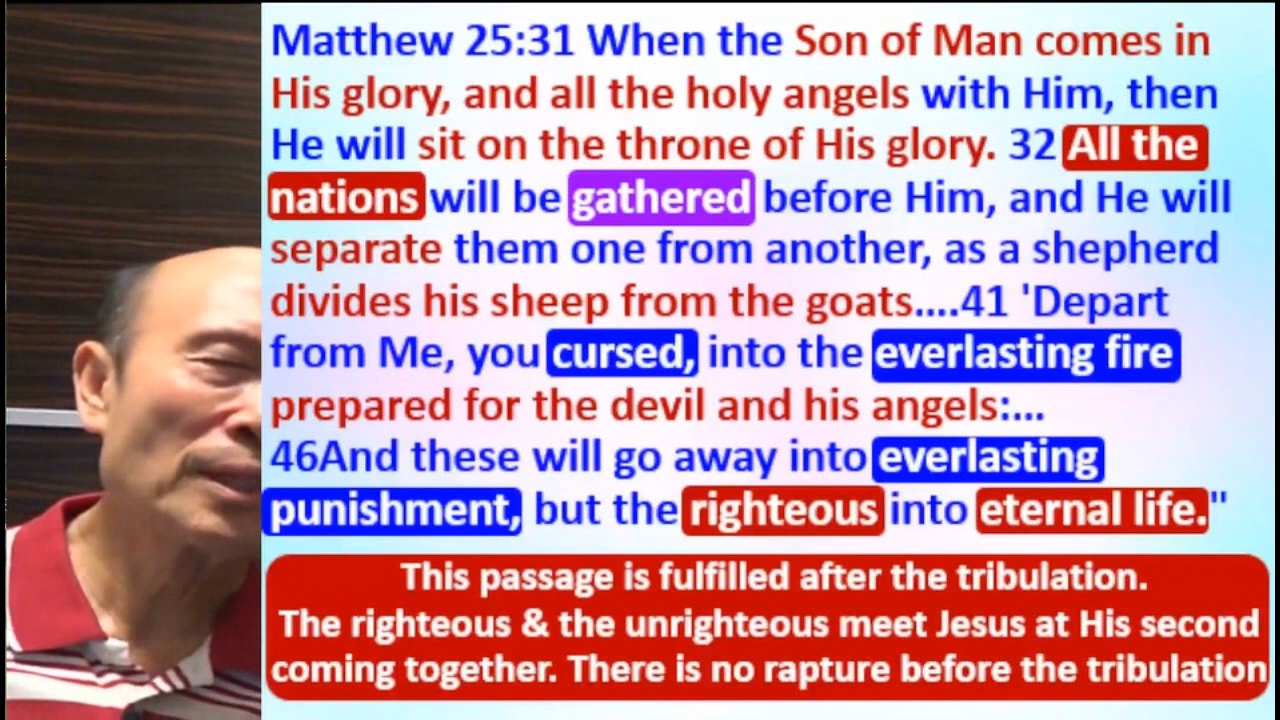 Matthew 25:31 When the Son of Man comes in
His glory, and all the holy angels with Him, then
He will sit on the throne of His glory. 32 All the
nations will be gathered before Him, and He will
separate them one from another, as a shepherd
divides his sheep from the goats....41 'Depart
from Me, you cursed, into the everlasting fire
prepared for the devil and his angels:...
46And these will go away into everlasting
punishment, but the righteous into eternal life."
This passage is fulfilled after the tribulation.
The righteous & the unrighteous meet Jesus at His second
coming together. There is no rapture before the tribulation